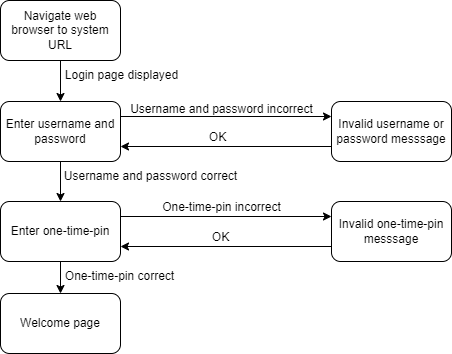 Navigate web
browser to system
URL
Login page displayed
Username and password incorrect
Enter username and
password
Invalid username or
password messsage
OK
Username and password correct
One-time-pin incorrect
Enter one-time-pin
Invalid one-time-pin
messsage
OK
One-time-pin correct
Welcome page